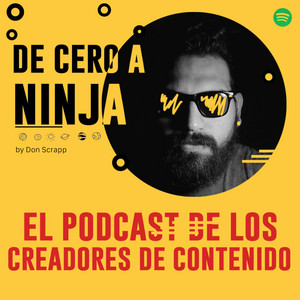 DE CERO A
NINJA
by Don Scrapp
EL PODCAST DE LOS
CREADORES DE CONTENIDO